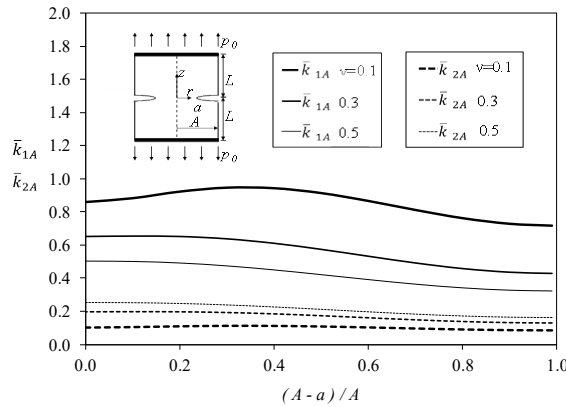 2.0
1.8
1.6
1.4
1.2
1.0
0.8
0.6
0.4
0.2
0.0
k̄1A
k̄2A
p0
z
L
r
a
A
L
p0
k̄1A ν=0.1
k̄1A 0.3
k̄1A 0.5
k̄2A ν=0.1
k̄2A 0.3
k̄2A 0.5
0.0 0.2 0.4 0.6 0.8 1.0
(A - a) / A